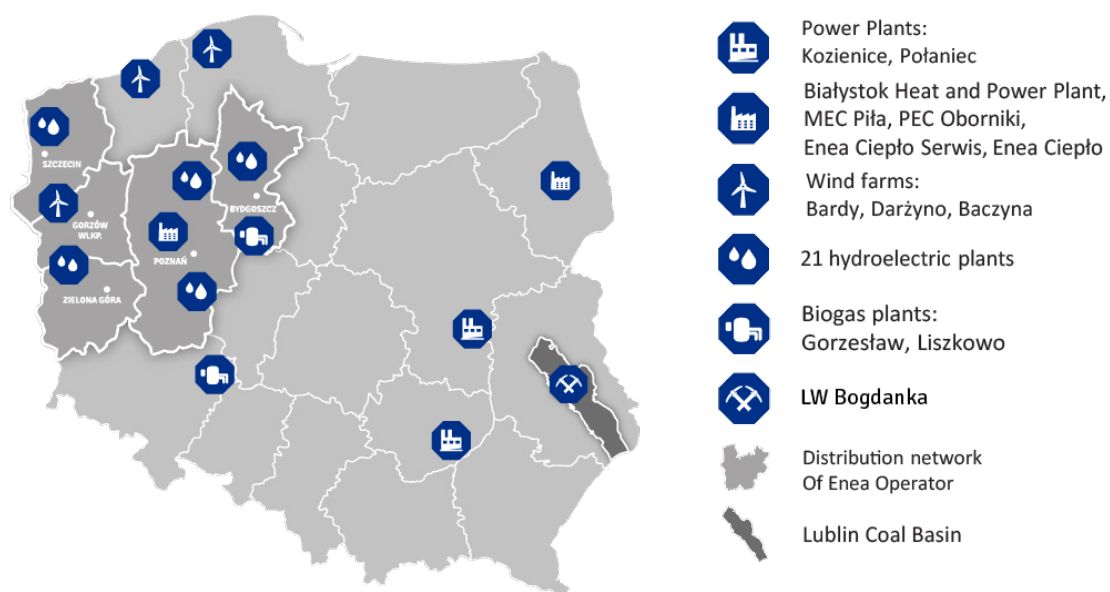 SZCZECIN
GORZÓW
WLKP.
ZIELONA GÓRA
POZNAŃ
BYDGOSZCZ
Power Plants:
Kozienice, Połaniec
Białystok Heat and Power Plant,
MEC Piła, PEC Oborniki,
Enea Ciepło Serwis, Enea Ciepło
Wind farms:
Bardy, Darżyno, Baczyna
21 hydroelectric plants
Biogas plants:
Gorzesław, Liszkowo
LW Bogdanka
Distribution network
Of Enea Operator
Lublin Coal Basin